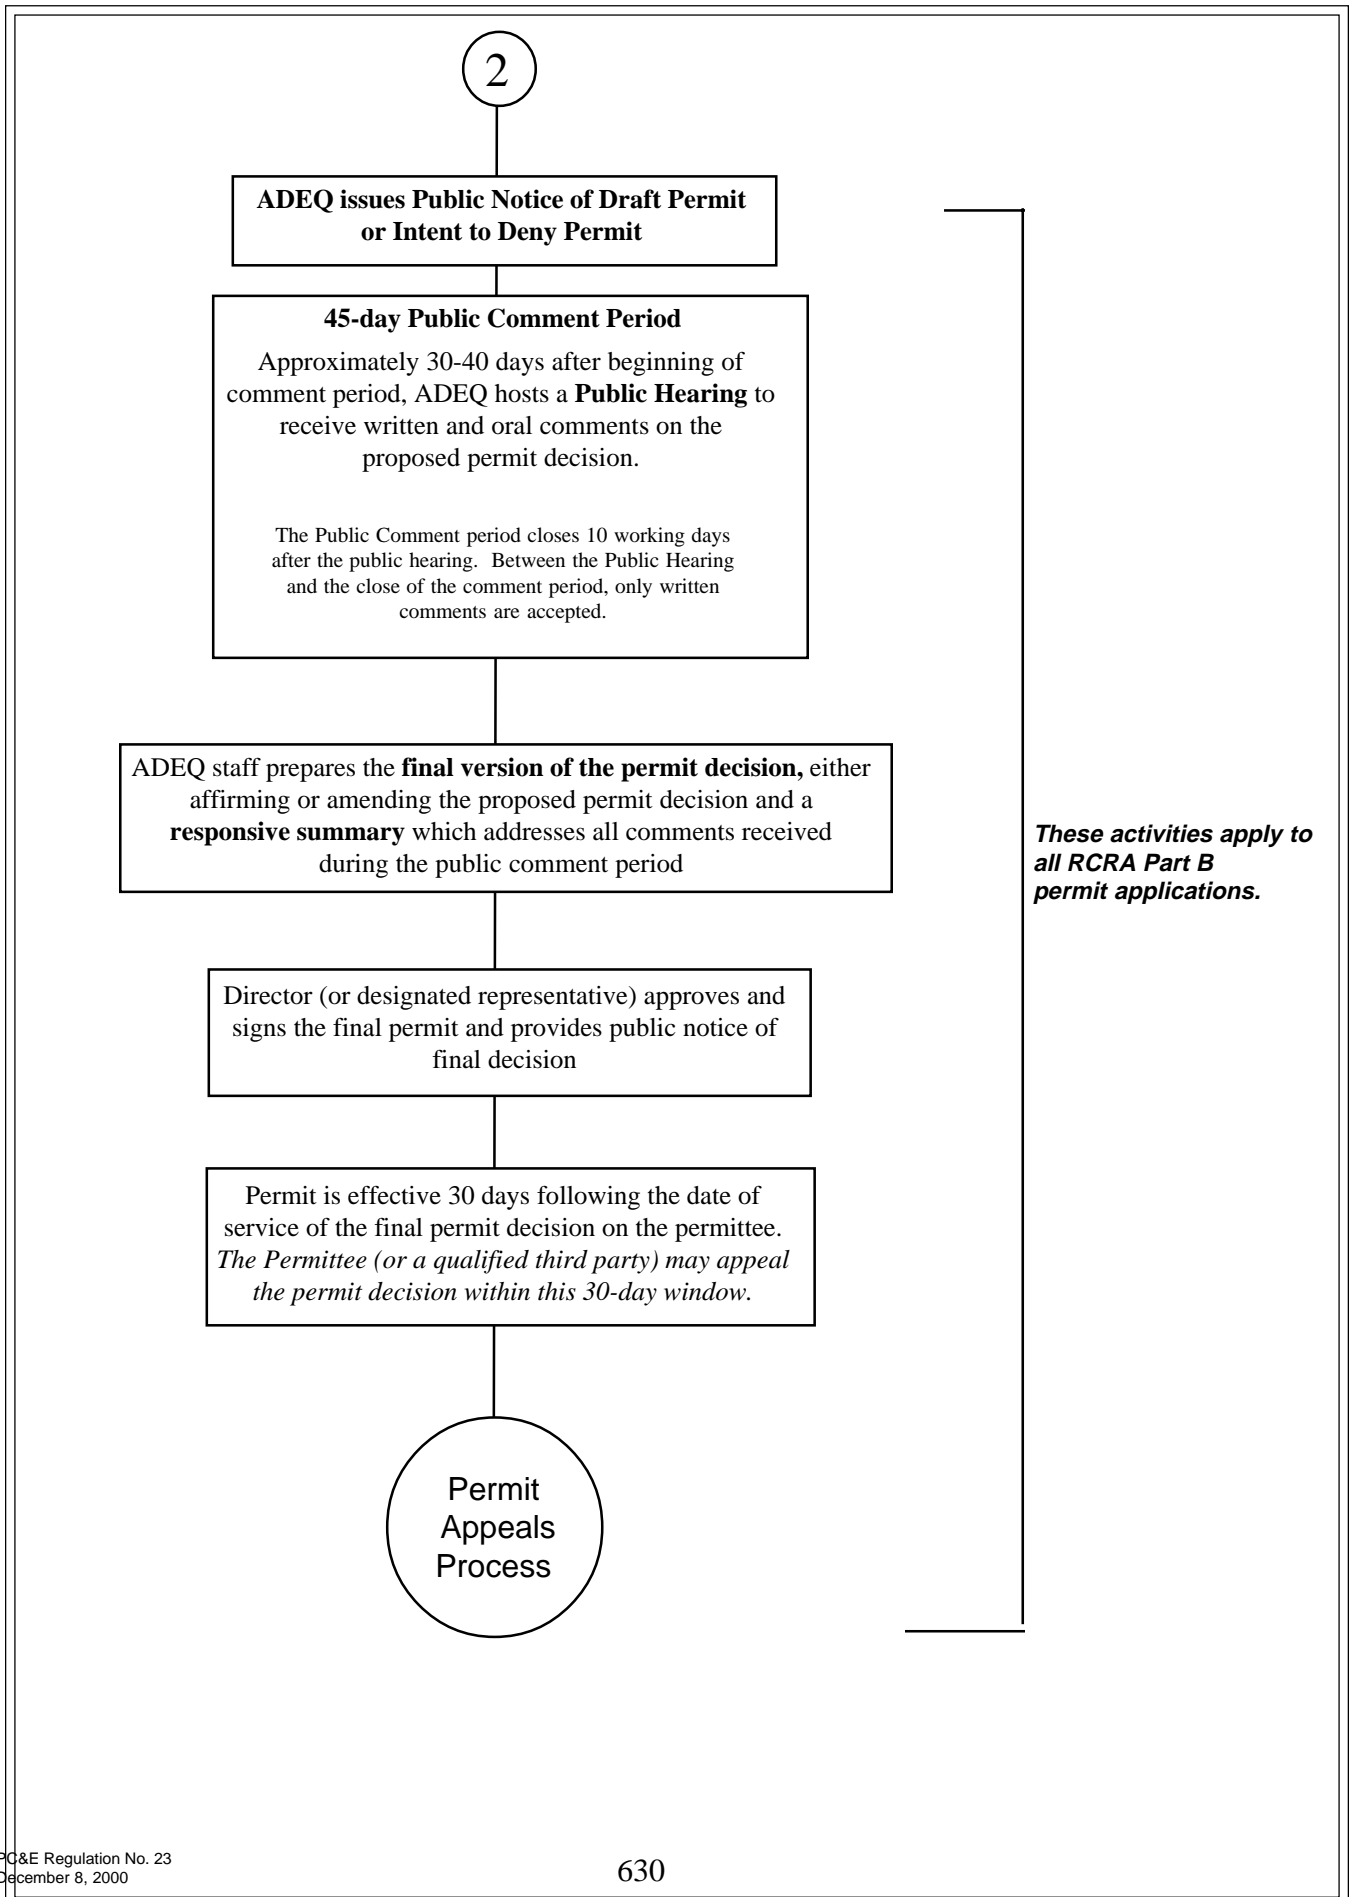 2
ADEQ issues Public Notice of Draft Permit
or Intent to Deny Permit
45-day Public Comment Period
Approximately 30-40 days after beginning of
comment period, ADEQ hosts a Public Hearing to
receive written and oral comments on the
proposed permit decision.
The Public Comment period closes 10 working days
after the public hearing. Between the Public Hearing
and the close of the comment period, only written
comments are accepted.
ADEQ staff prepares the final version of the permit decision, either
affirming or amending the proposed permit decision and a
responsive summary which addresses all comments received
during the public comment period
These activities apply to
all RCRA Part B
permit applications.
Director (or designated representative) approves and
signs the final permit and provides public notice of
final decision
Permit is effective 30 days following the date of
service of the final permit decision on the permittee.
The Permittee (or a qualified third party) may appeal
the permit decision within this 30-day window.
Permit
Appeals
Process
PC&E Regulation No. 23
December 8, 2000
630